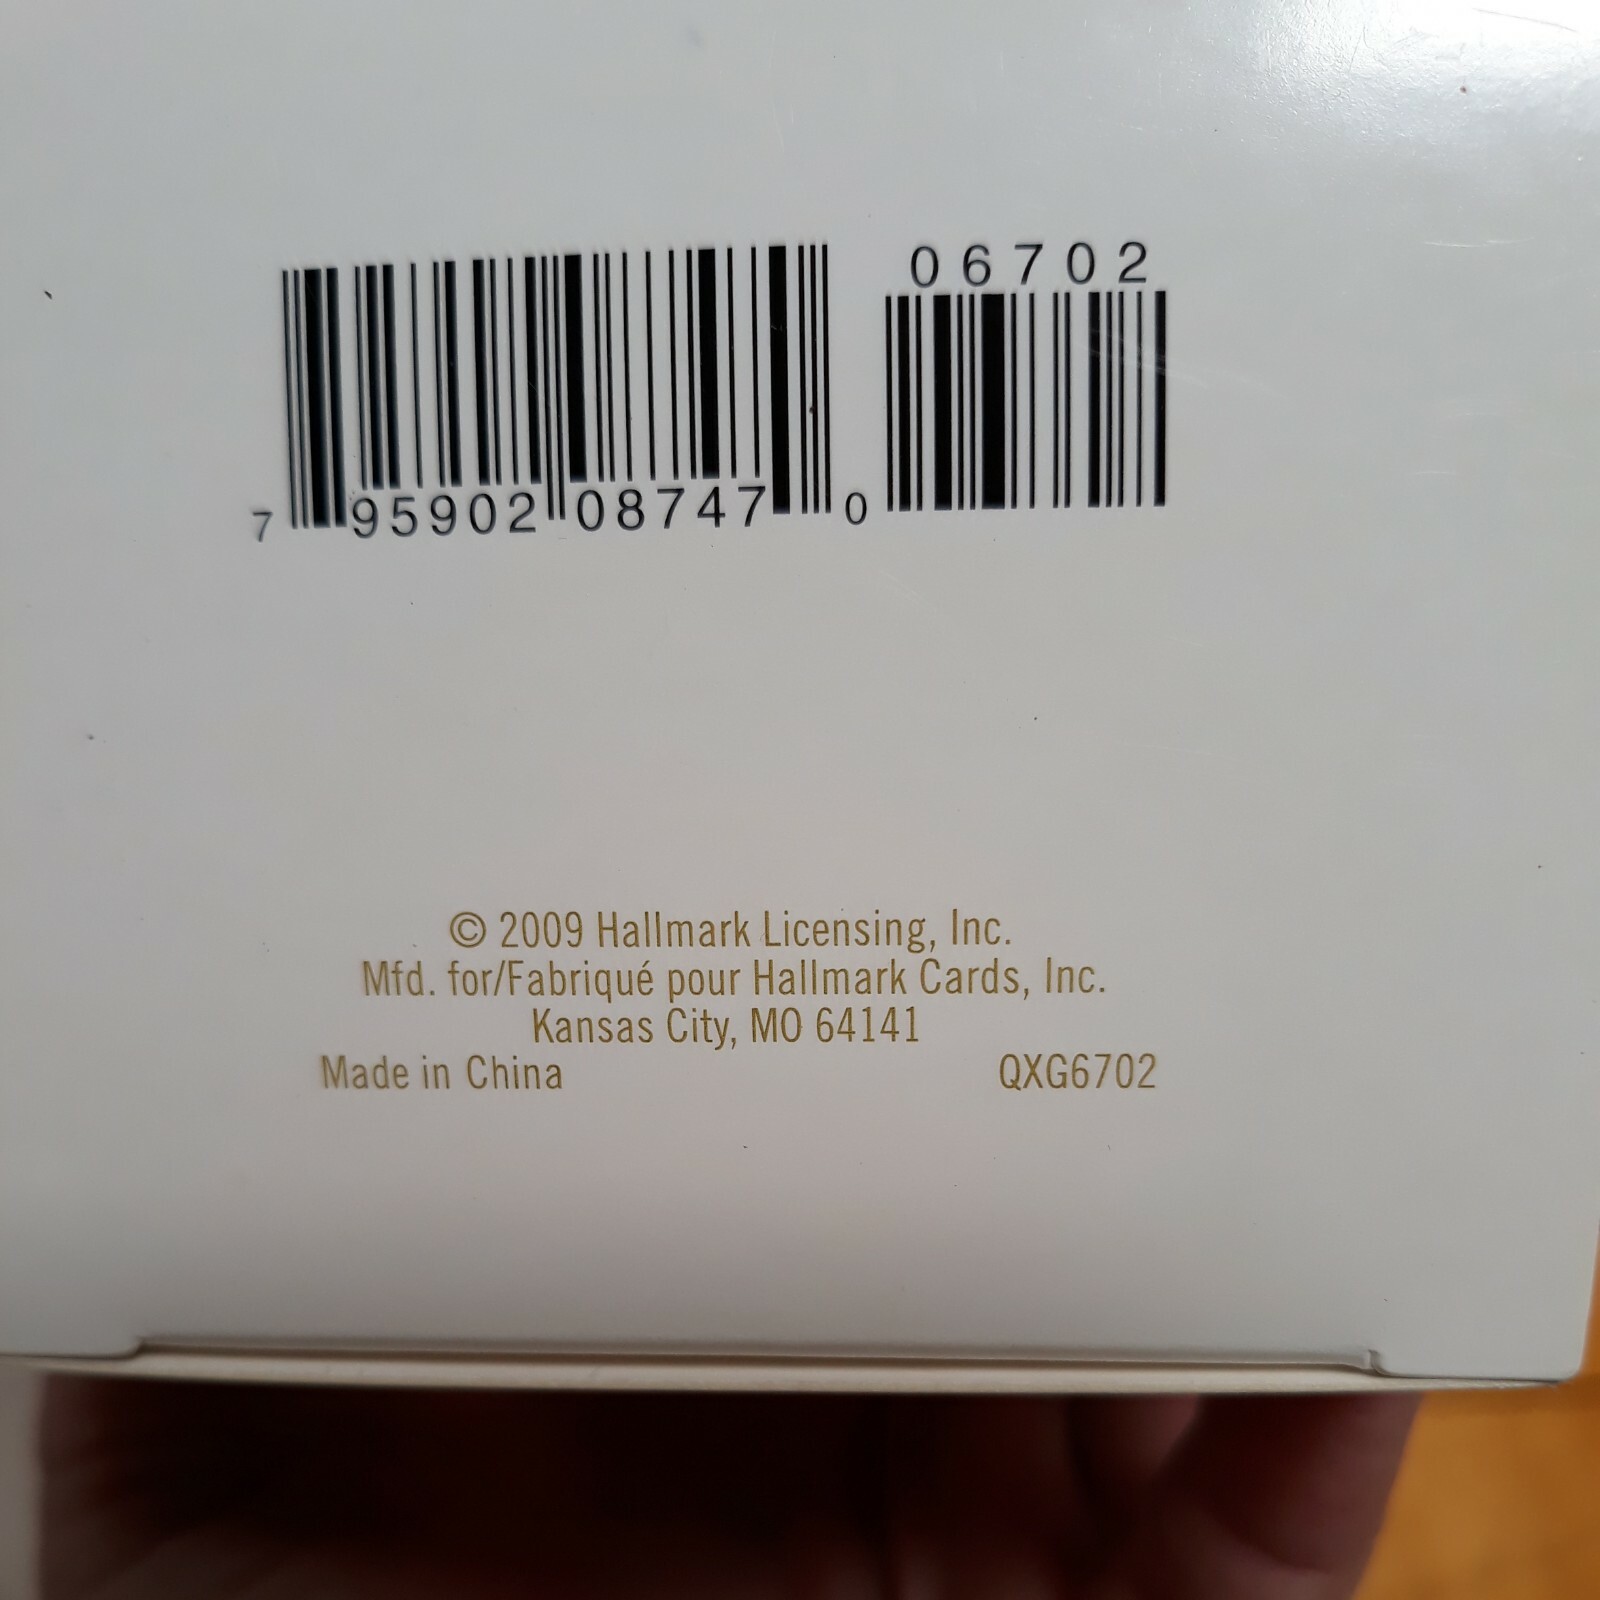 06702
7 95902 08747 0
© 2009 Hallmark Licensing, Inc.
Mfd. for/Fabriqué pour Hallmark Cards, Inc.
Kansas City, MO 64141
Made in China QXG6702